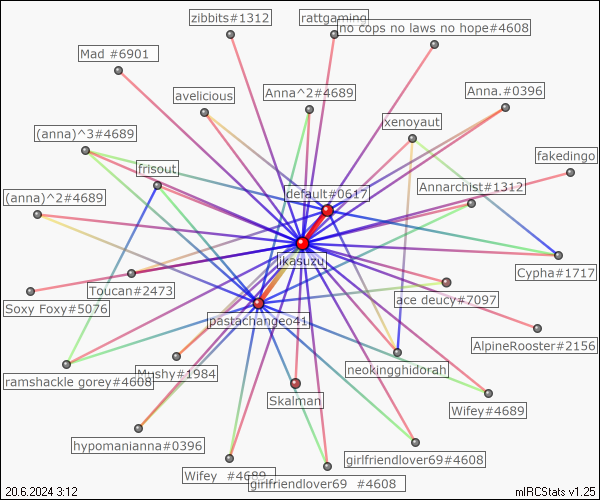 zibbits#1312
rattgaming
no cops no laws no hope#4608
Mad #6901
avelicious
Anna^2#4689
Anna.#0396
xenoyaut
(anna)^3#4689
fakedingo
frisout
default#0617
Annarchist#1312
(anna)^2#4689
ikasuzu
Cypha#1717
Toucan#2473
ace deucy#7097
Soxy Foxy#5076
pastachangeo41
AlpineRooster#2156
neokingghidorah
ramshackle gorey#4608
Mushy#1984
Skalman
Wifey#4689
hypomanianna#0396
girlfriendlover69#4608
Wifey #4689
girlfriendlover69 #4608
20.6.2024 3:12
mIRCStats v1.25